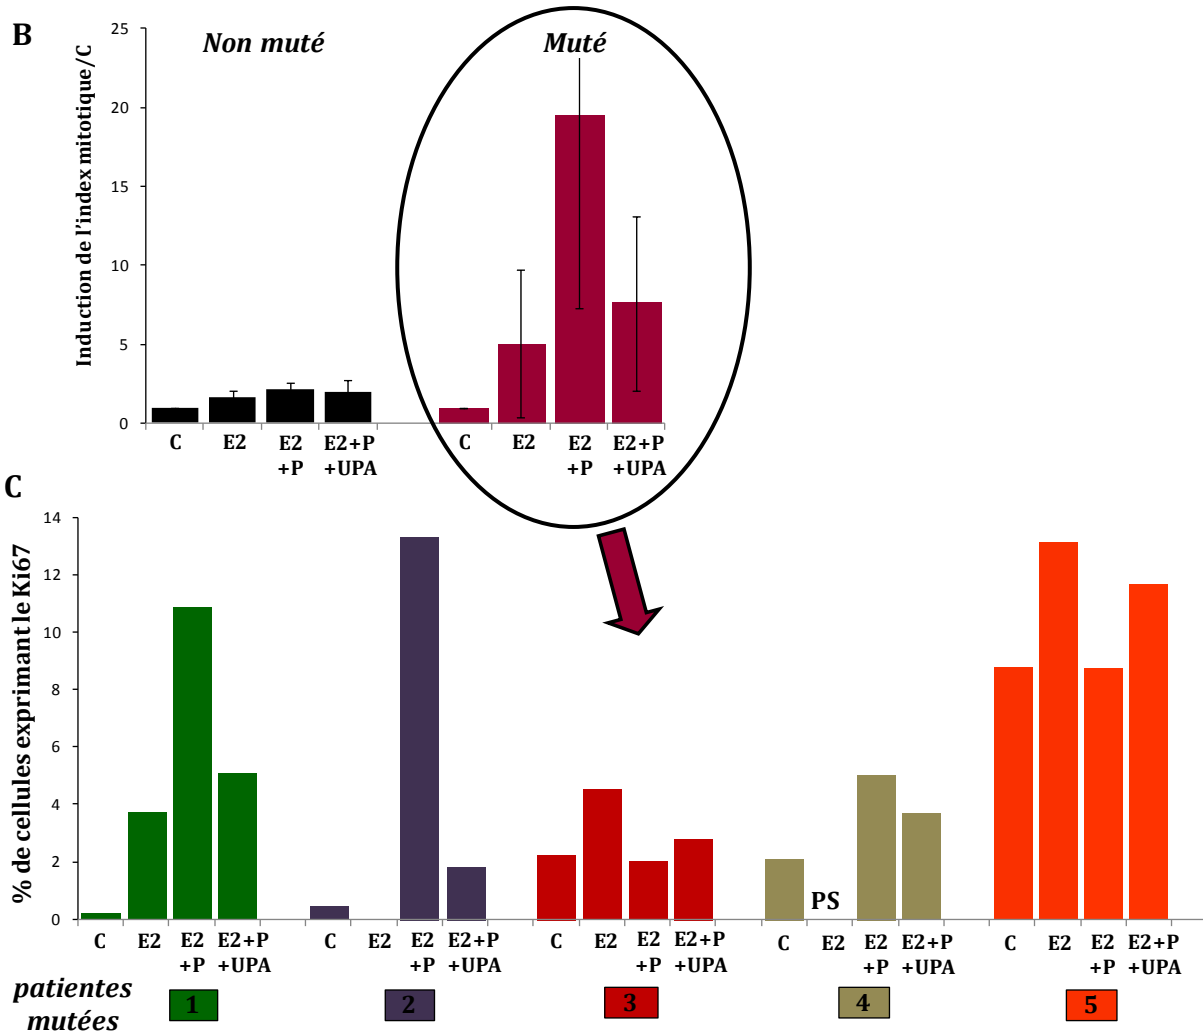 B
Non muté
Muté
Induction de l'index mitotique/C
25
20
15
10
5
0
C E2 E2 E2+P C E2 E2 E2+P
+P +UPA +P +UPA
C
% de cellules exprimant le Ki67
14
12
10
8
6
4
2
0
PS
C E2 E2 E2+P C E2 E2 E2+P C E2 E2 E2+P C E2 E2 E2+P C E2 E2 E2+P
+P +UPA +P +UPA +P +UPA +P +UPA +P +UPA
patientes 1 2 3 4 5
mutées